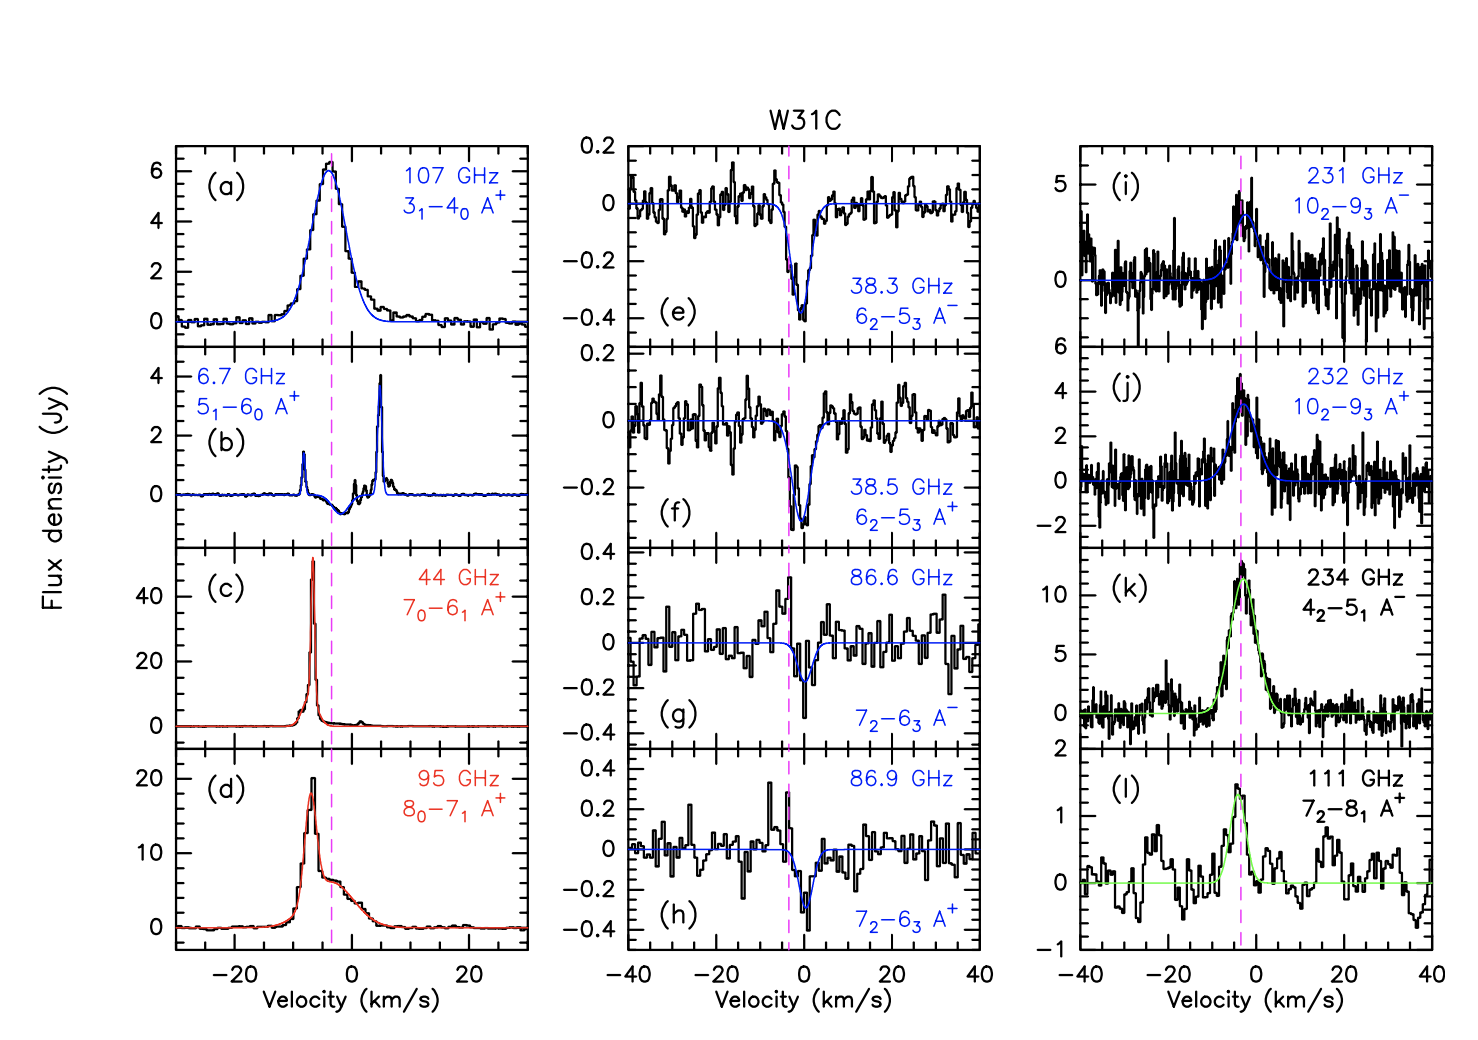 W31C
Flux density (Jy)
(a)
107 GHz
3₁−4₀ A⁺
6
4
2
0
6.7 GHz
5₁−6₀ A⁺
(b)
4
2
0
(c)
44 GHz
7₀−6₁ A⁺
40
20
0
(d)
95 GHz
8₀−7₁ A⁺
20
10
0
−20 0 20
Velocity (km/s)
0.2
0
−0.2
−0.4
38.3 GHz
(e)
6₂−5₃ A⁻
0.2
0
−0.2
38.5 GHz
(f)
6₂−5₃ A⁺
0.4
0.2
0
−0.2
−0.4
86.6 GHz
(g)
7₂−6₃ A⁻
0.4
0.2
0
−0.2
−0.4
86.9 GHz
(h)
7₂−6₃ A⁺
−40 −20 0 20 40
Velocity (km/s)
(i)
231 GHz
10₂−9₃ A⁻
5
0
(j)
232 GHz
10₂−9₃ A⁺
6
4
2
0
−2
(k)
234 GHz
4₂−5₁ A⁻
10
5
0
(l)
111 GHz
7₂−8₁ A⁺
2
1
0
−1
−40 −20 0 20 40
Velocity (km/s)